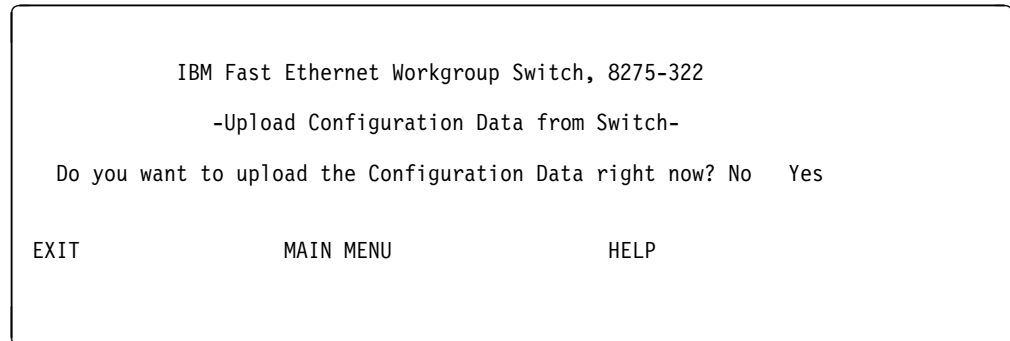 IBM Fast Ethernet Workgroup Switch, 8275-322
-Upload Configuration Data from Switch-
Do you want to upload the Configuration Data right now? No Yes
EXIT MAIN MENU HELP